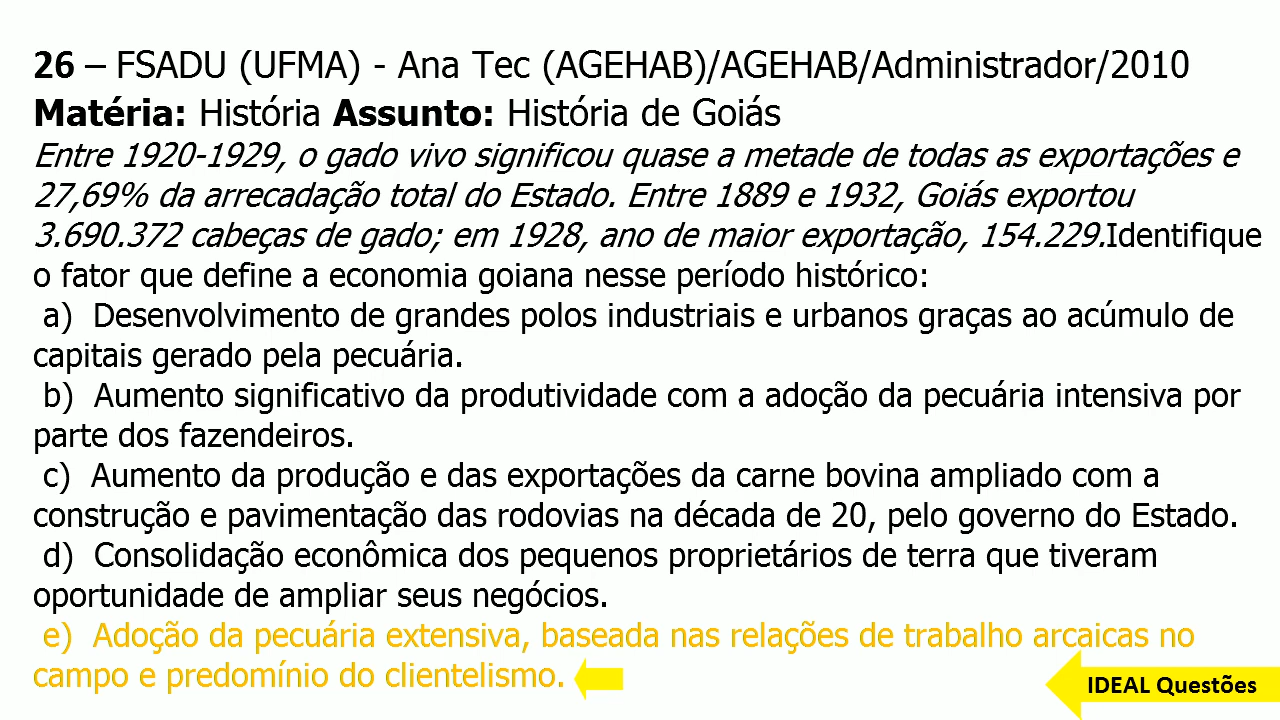 26 – FSADU (UFMA) - Ana Tec (AGEHAB)/AGEHAB/Administrador/2010
Matéria: História Assunto: História de Goiás
Entre 1920-1929, o gado vivo significou quase a metade de todas as exportações e
27,69% da arrecadação total do Estado. Entre 1889 e 1932, Goiás exportou
3.690.372 cabeças de gado; em 1928, ano de maior exportação, 154.229.Identifique
o fator que define a economia goiana nesse período histórico:
a) Desenvolvimento de grandes polos industriais e urbanos graças ao acúmulo de
capitais gerado pela pecuária.
b) Aumento significativo da produtividade com a adoção da pecuária intensiva por
parte dos fazendeiros.
c) Aumento da produção e das exportações da carne bovina ampliado com a
construção e pavimentação das rodovias na década de 20, pelo governo do Estado.
d) Consolidação econômica dos pequenos proprietários de terra que tiveram
oportunidade de ampliar seus negócios.
e) Adoção da pecuária extensiva, baseada nas relações de trabalho arcaicas no
campo e predomínio do clientelismo.
IDEAL Questões